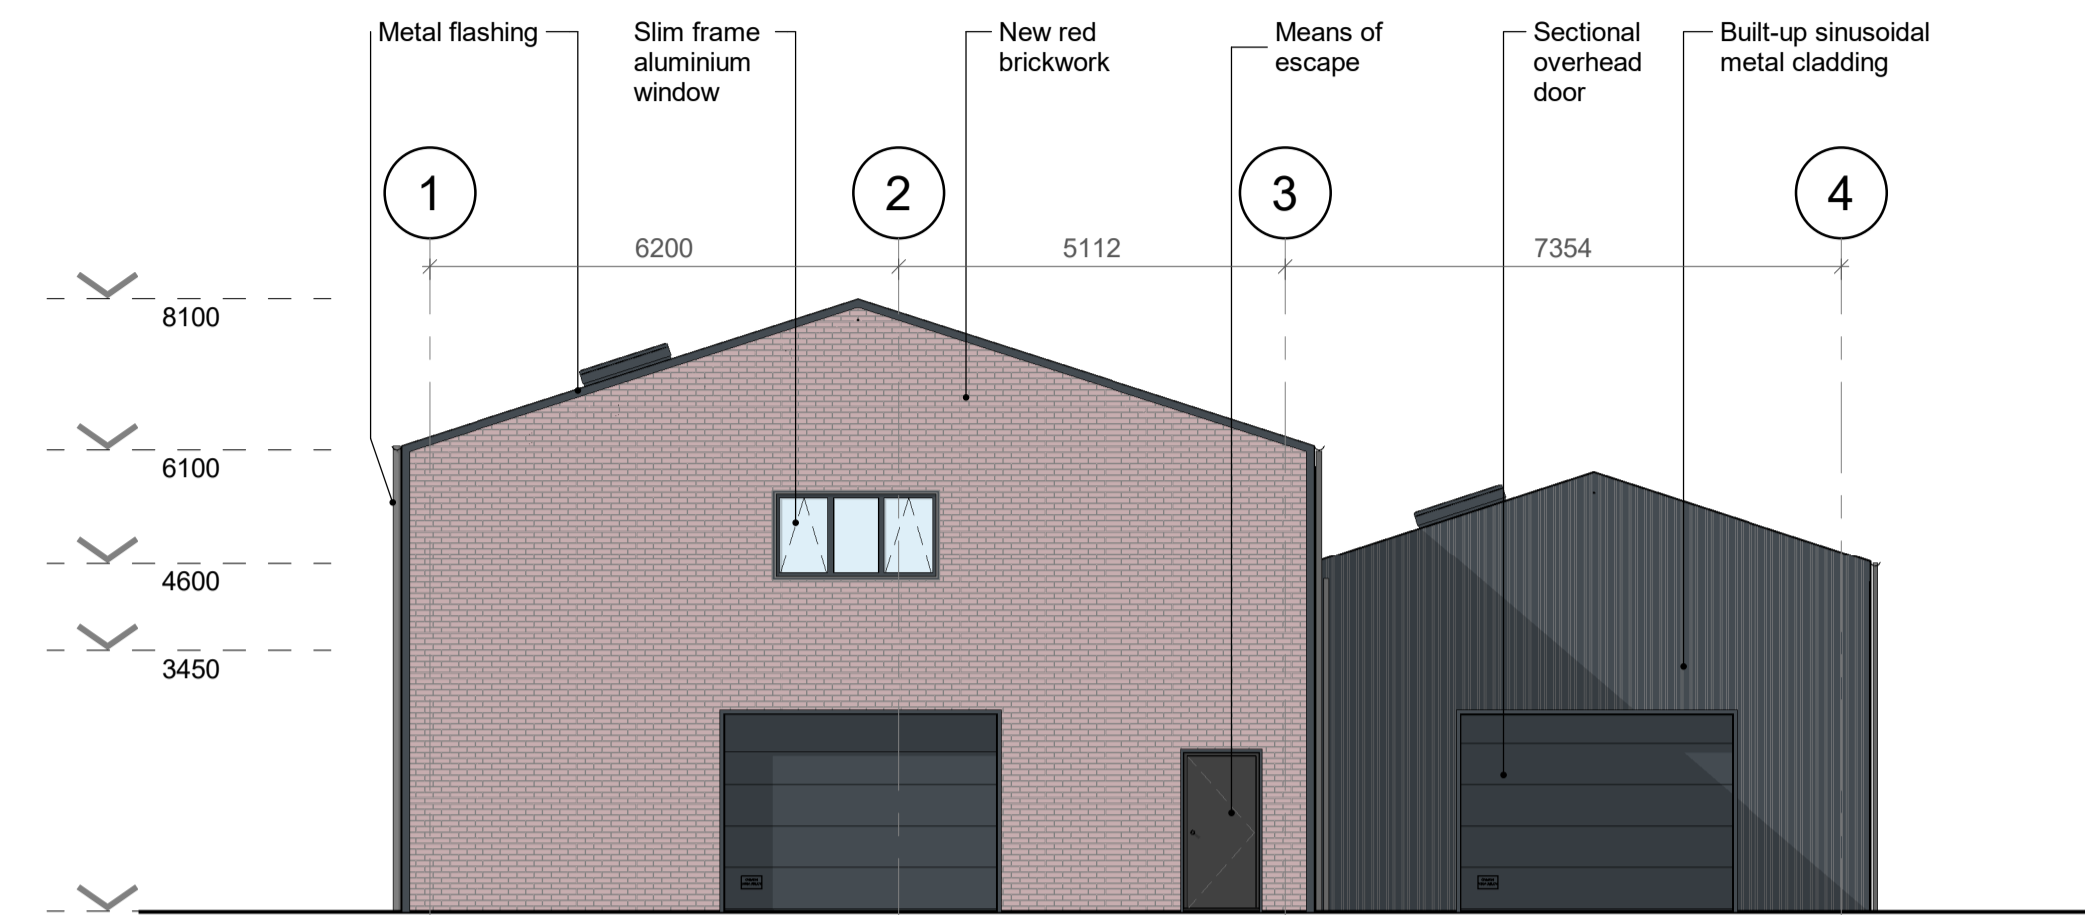 Metal flashing
Slim frame
aluminium
window
New red
brickwork
Means of
escape
Sectional
overhead
door
Built-up sinusoidal
metal cladding
1
2
3
4
6200
5112
7354
8100
6100
4600
3450